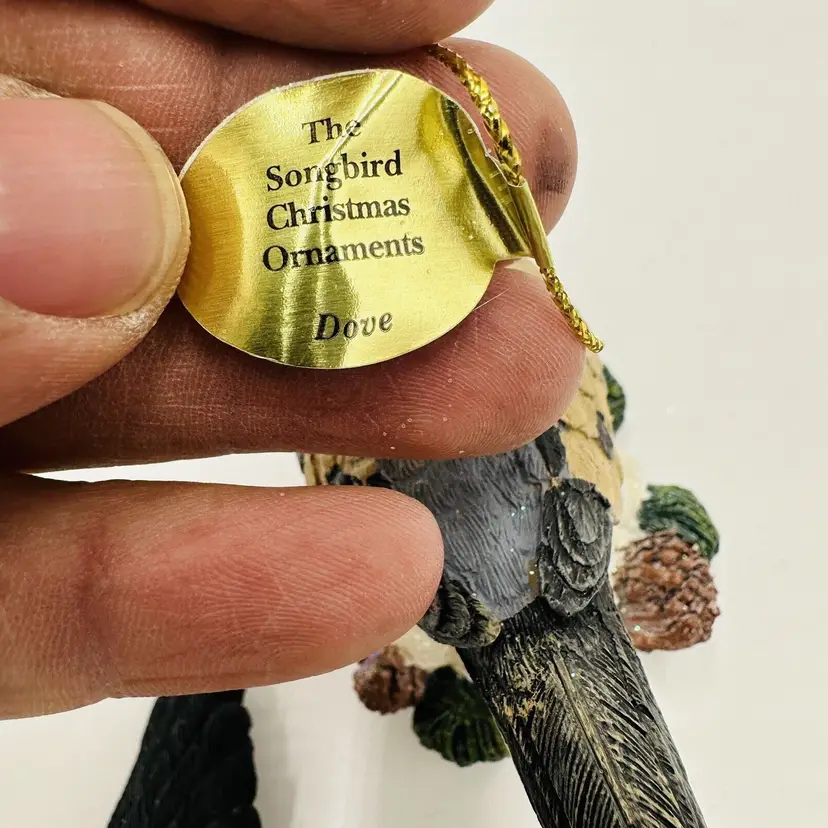 The
Songbird
Christmas
Ornaments
Dove